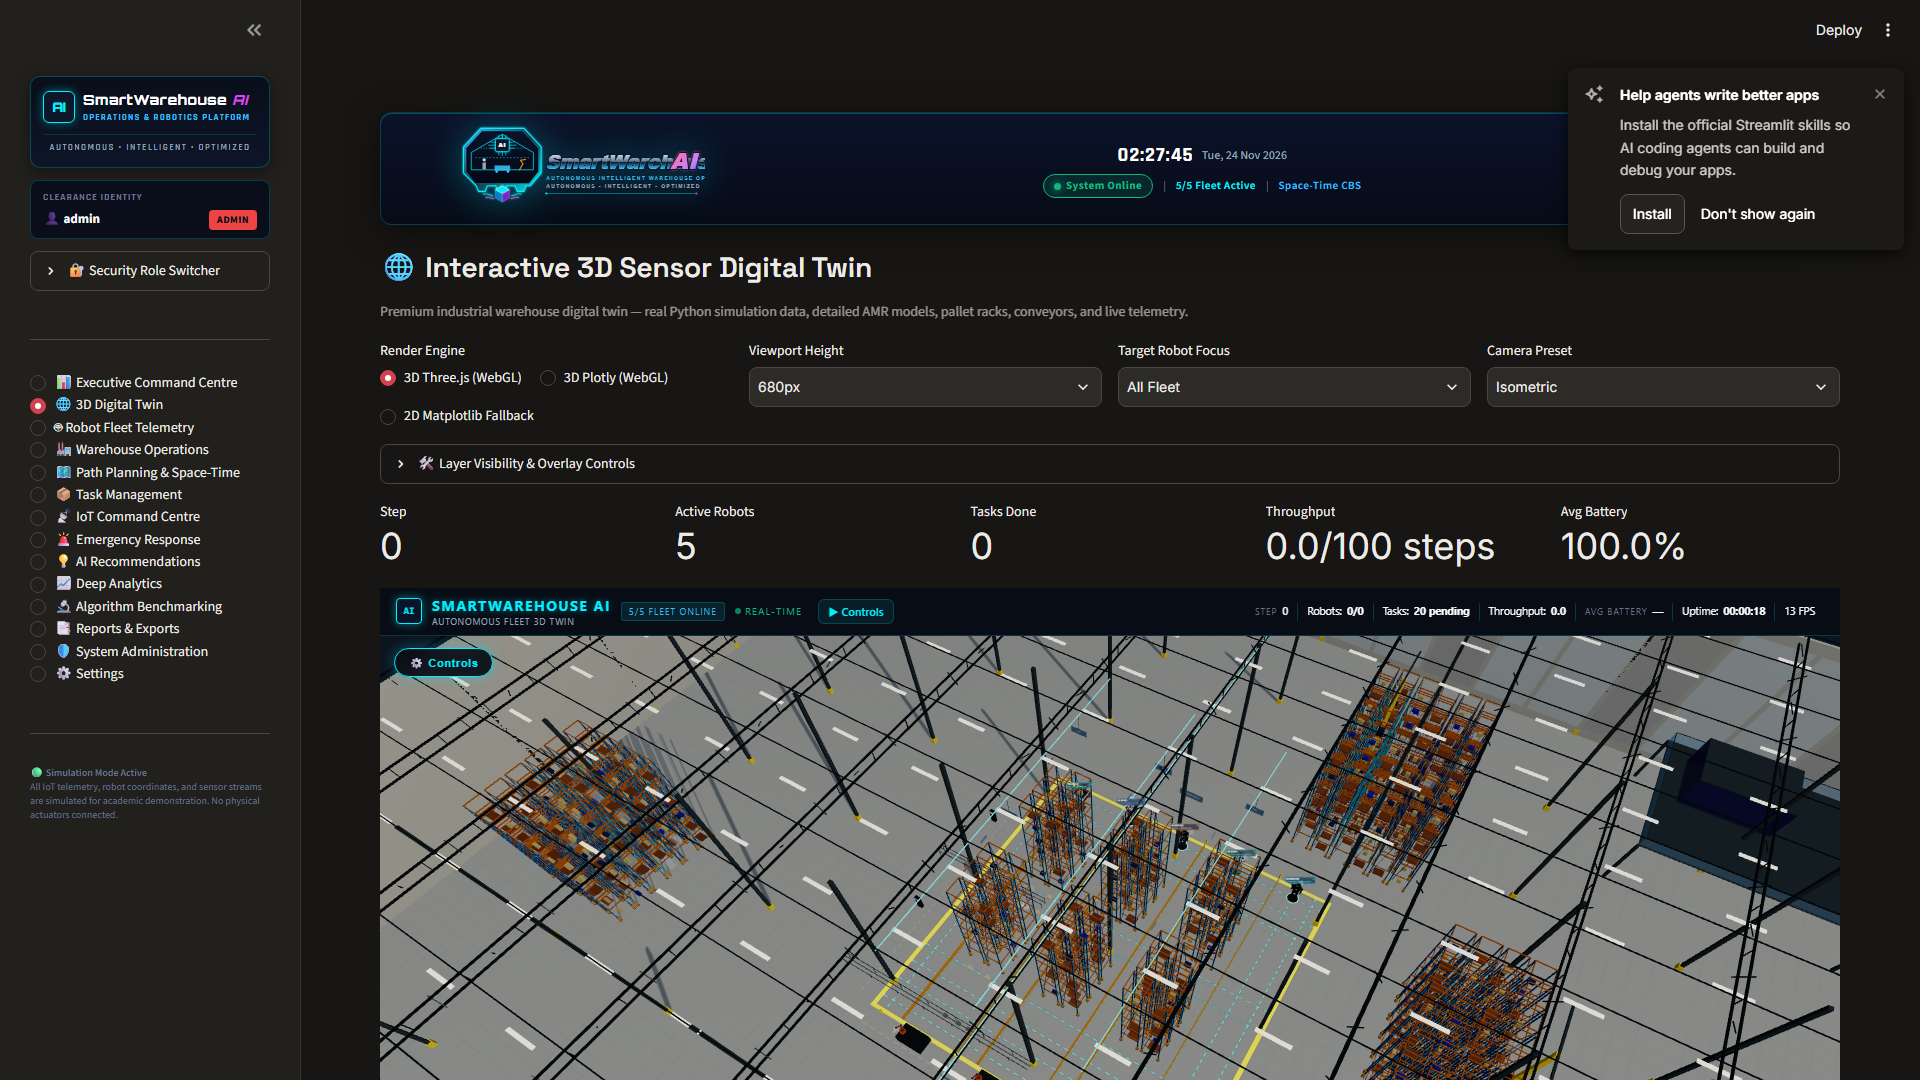 Deploy
AI
SmartWarehouse AI
OPERATIONS & ROBOTICS PLATFORM
AUTONOMOUS • INTELLIGENT • OPTIMIZED
CLEARANCE IDENTITY
admin
ADMIN
Security Role Switcher
Executive Command Centre
3D Digital Twin
Robot Fleet Telemetry
Warehouse Operations
Path Planning & Space-Time
Task Management
IoT Command Centre
Emergency Response
AI Recommendations
Deep Analytics
Algorithm Benchmarking
Reports & Exports
System Administration
Settings
Simulation Mode Active
All IoT telemetry, robot coordinates, and sensor streams
are simulated for academic demonstration. No physical
actuators connected.
AI
AUTONOMOUS INTELLIGENT WAREHOUSE OP
AUTONOMOUS - INTELLIGENT - OPTIMIZED
02:27:45 Tue, 24 Nov 2026
System Online | 5/5 Fleet Active | Space-Time CBS
Help agents write better apps
Install the official Streamlit skills so
AI coding agents can build and
debug your apps.
Install
Don't show again
Interactive 3D Sensor Digital Twin
Premium industrial warehouse digital twin — real Python simulation data, detailed AMR models, pallet racks, conveyors, and live telemetry.
Render Engine
3D Three.js (WebGL)
3D Plotly (WebGL)
2D Matplotlib Fallback
Viewport Height
680px
Target Robot Focus
All Fleet
Camera Preset
Isometric
Layer Visibility & Overlay Controls
Step
0
Active Robots
5
Tasks Done
0
Throughput
0.0/100 steps
Avg Battery
100.0%
AI
SMARTWAREHOUSE AI
AUTONOMOUS FLEET 3D TWIN
5/5 FLEET ONLINE
REAL-TIME
▶ Controls
STEP 0
Robots: 0/0
Tasks: 20 pending
Throughput: 0.0
AVG BATTERY —
Uptime: 00:00:18
13 FPS
Controls